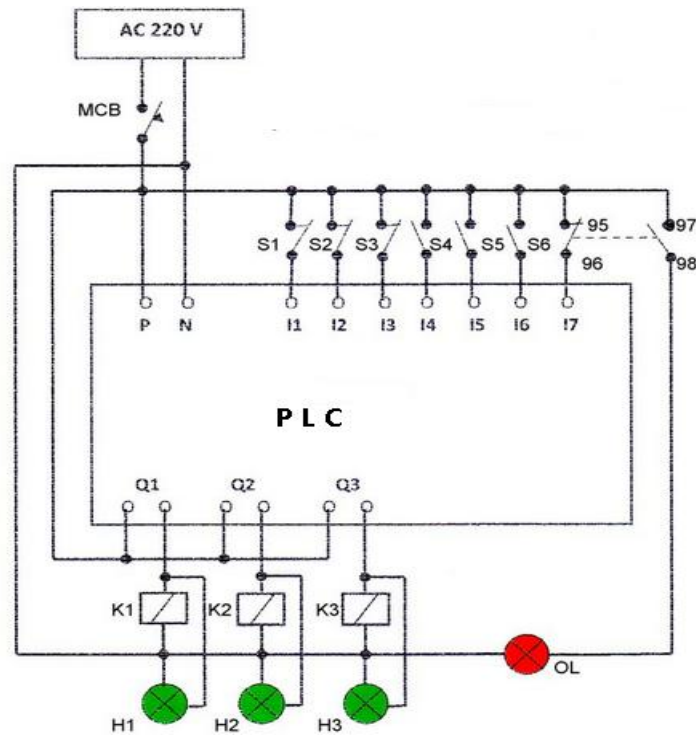 AC 220 V
MCB
S1 S2 S3 S4 S5 S6 95 97
96 98
P N I1 I2 I3 I4 I5 I6 I7
P L C
Q1 Q2 Q3
K1 K2 K3
OL
H1 H2 H3